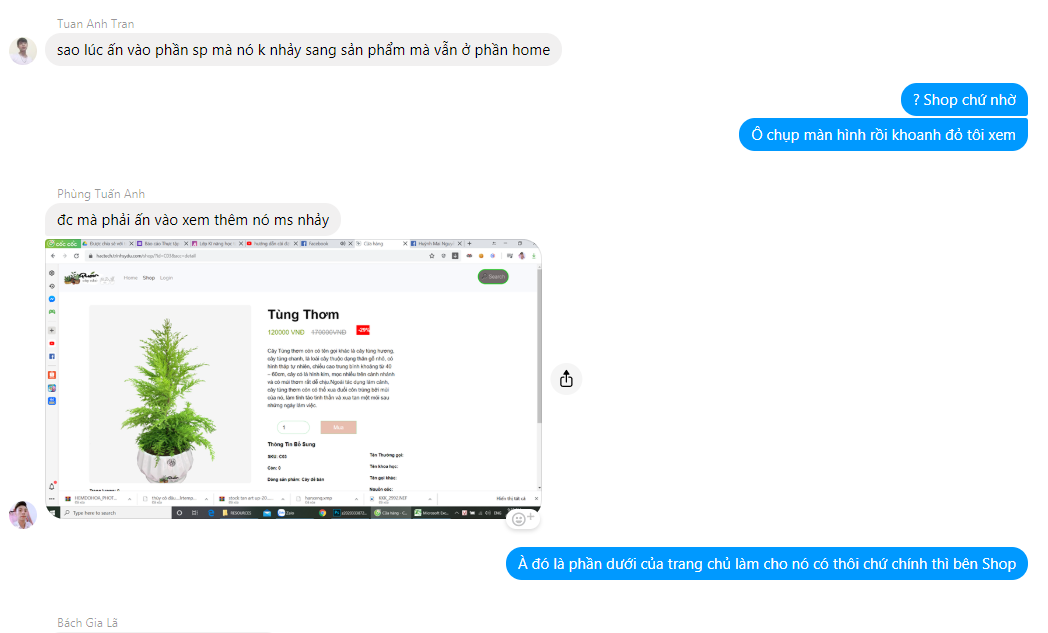 Tuan Anh Tran
sao lúc ấn vào phần sp mà nó k nhảy sang sản phẩm mà vẫn ở phần home
? Shop chứ nhờ
Ô chụp màn hình rồi khoanh đỏ tôi xem
Phùng Tuấn Anh
đc mà phải ấn vào xem thêm nó ms nhảy
cốc cốc
Facebook
Cửa hàng
Home Shop Login
Search
Tùng Thơm
120000 VNĐ 170000VNĐ -29%
Cây Tùng thơm còn có tên gọi khác là cây tùng hương,
cây tùng chanh, là loài cây thuộc dạng thân gỗ nhỏ, có
hình tháp tự nhiên, chiều cao trung bình khoảng từ 40
– 60cm, cây có lá hình kim, mọc nhiều trên cành nhánh
và có mùi thơm rất dễ chịu.Ngoài tác dụng làm cảnh,
cây tùng thơm còn có thể xua đuổi côn trùng bởi mùi
của nó, làm tinh táo tinh thần và xua tan mệt mỏi sau
những ngày làm việc.
1 Mua
Thông Tin Bổ Sung
SKU: C03
Còn: 0
Dạng sản phẩm: Cây để bàn
Tên Thường gọi:
Tên khoa học:
Tên gọi khác:
Nguồn gốc:
Hiển thị tất cả
Type here to search
À đó là phần dưới của trang chủ làm cho nó có thôi chứ chính thì bên Shop
Bách Gia Lã